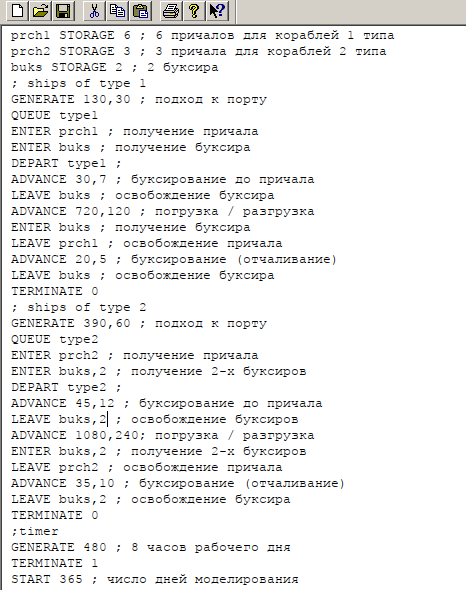 prch1 STORAGE 6 ; 6 причалов для кораблей 1 типа
prch2 STORAGE 3 ; 3 причала для кораблей 2 типа
buks STORAGE 2 ; 2 буксира
; ships of type 1
GENERATE 130,30 ; подход к порту
QUEUE type1
ENTER prch1 ; получение причала
ENTER buks ; получение буксира
DEPART type1 ;
ADVANCE 30,7 ; буксирование до причала
LEAVE buks ; освобождение буксира
ADVANCE 720,120 ; погрузка / разгрузка
ENTER buks ; получение буксира
LEAVE prch1 ; освобождение причала
ADVANCE 20,5 ; буксирование (отчаливание)
LEAVE buks ; освобождение буксира
TERMINATE 0
; ships of type 2
GENERATE 390,60 ; подход к порту
QUEUE type2
ENTER prch2 ; получение причала
ENTER buks,2 ; получение 2-х буксиров
DEPART type2 ;
ADVANCE 45,12 ; буксирование до причала
LEAVE buks,2 ; освобождение буксиров
ADVANCE 1080,240; погрузка / разгрузка
ENTER buks,2 ; получение 2-х буксиров
LEAVE prch2 ; освобождение причала
ADVANCE 35,10 ; буксирование (отчаливание)
LEAVE buks,2 ; освобождение буксира
TERMINATE 0
;timer
GENERATE 480 ; 8 часов рабочего дня
TERMINATE 1
START 365 ; число дней моделирования